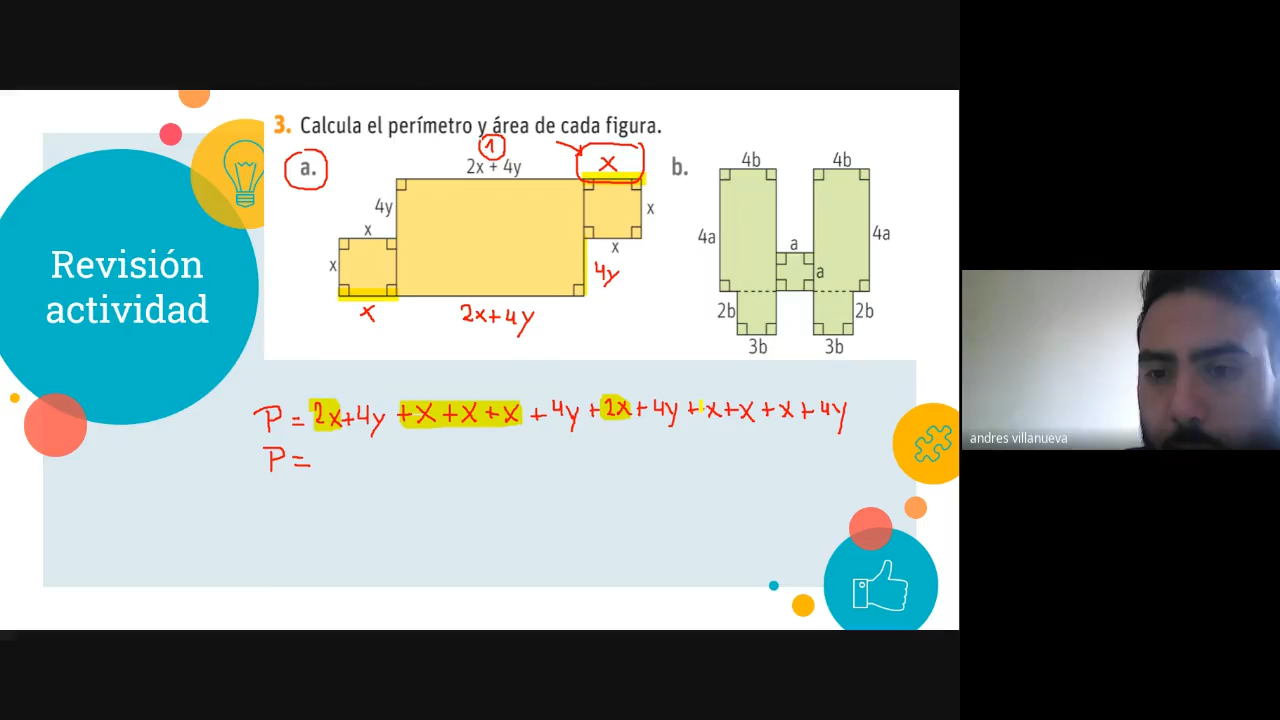 3. Calcula el perímetro y área de cada figura.
a.
1
2x + 4y
x
4y
x
x
x
x
4y
x
x
2x+4y
b.
4b
4b
4a
a
4a
a
2b
2b
3b
3b
Revisión
actividad
P = 2x+4y +x +x +x + 4y +2x + 4y +x+x +x+ 4y
P =
andres villanueva